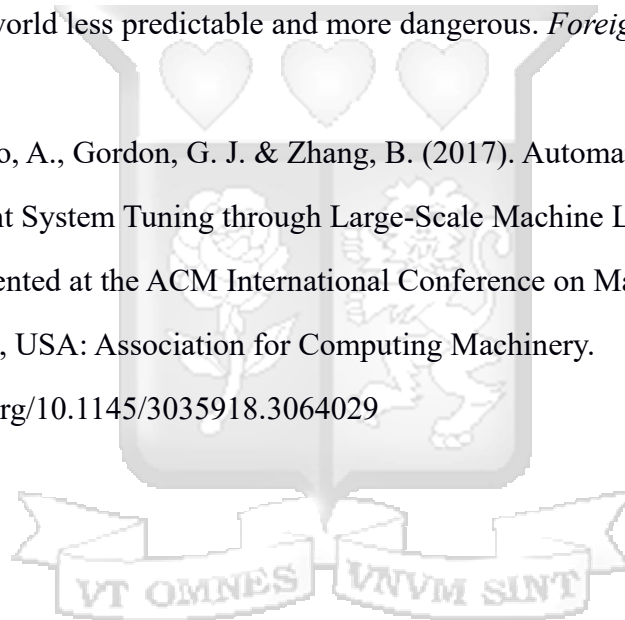 world less predictable and more dangerous. Foreig
o, A., Gordon, G. J. & Zhang, B. (2017). Automa
nt System Tuning through Large-Scale Machine L
ented at the ACM International Conference on Ma
, USA: Association for Computing Machinery.
rg/10.1145/3035918.3064029
VT OMNES VNVM SINT